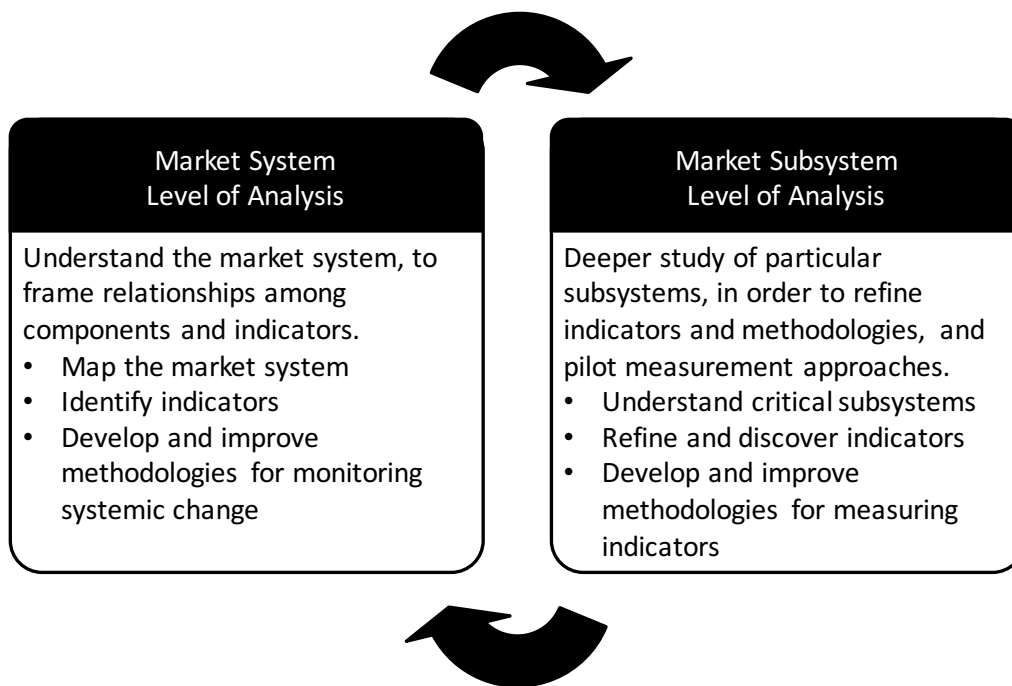 Market System
Level of Analysis
Understand the market system, to
frame relationships among
components and indicators.
• Map the market system
• Identify indicators
• Develop and improve
methodologies for monitoring
systemic change
Market Subsystem
Level of Analysis
Deeper study of particular
subsystems, in order to refine
indicators and methodologies, and
pilot measurement approaches.
• Understand critical subsystems
• Refine and discover indicators
• Develop and improve
methodologies for measuring
indicators